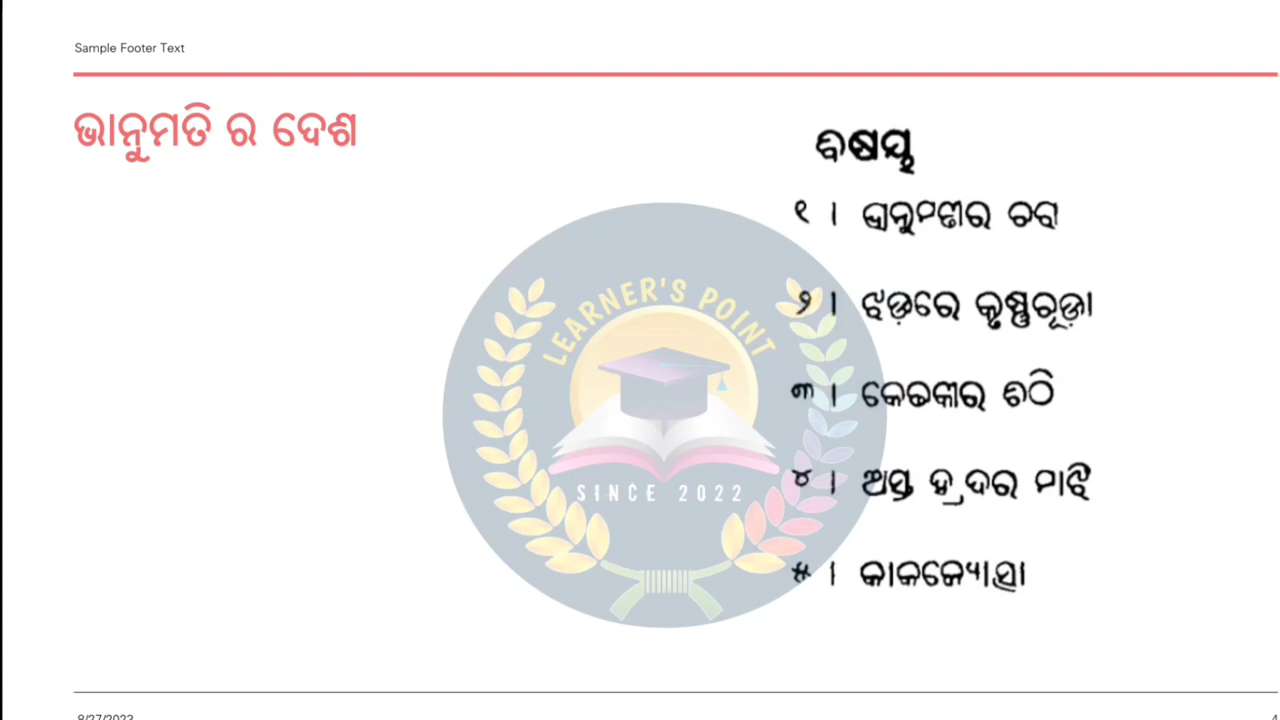 Sample Footer Text
ଭାନୁମତି ର ଦେଶ
ବିଷୟ
୧ । ଭାନୁମତୀର
୨ । ଝଡ଼ରେ କୃଷ୍ଣଚୂଡ଼ା
୩ । କେତକୀର ଚିଠି
୪ । ଅସ୍ତ ହ୍ରଦର ମାଝି
୫ । କାକଜ୍ୟୋତ୍ସ୍ନା
LEARNER'S POINT
SINCE 2022
4